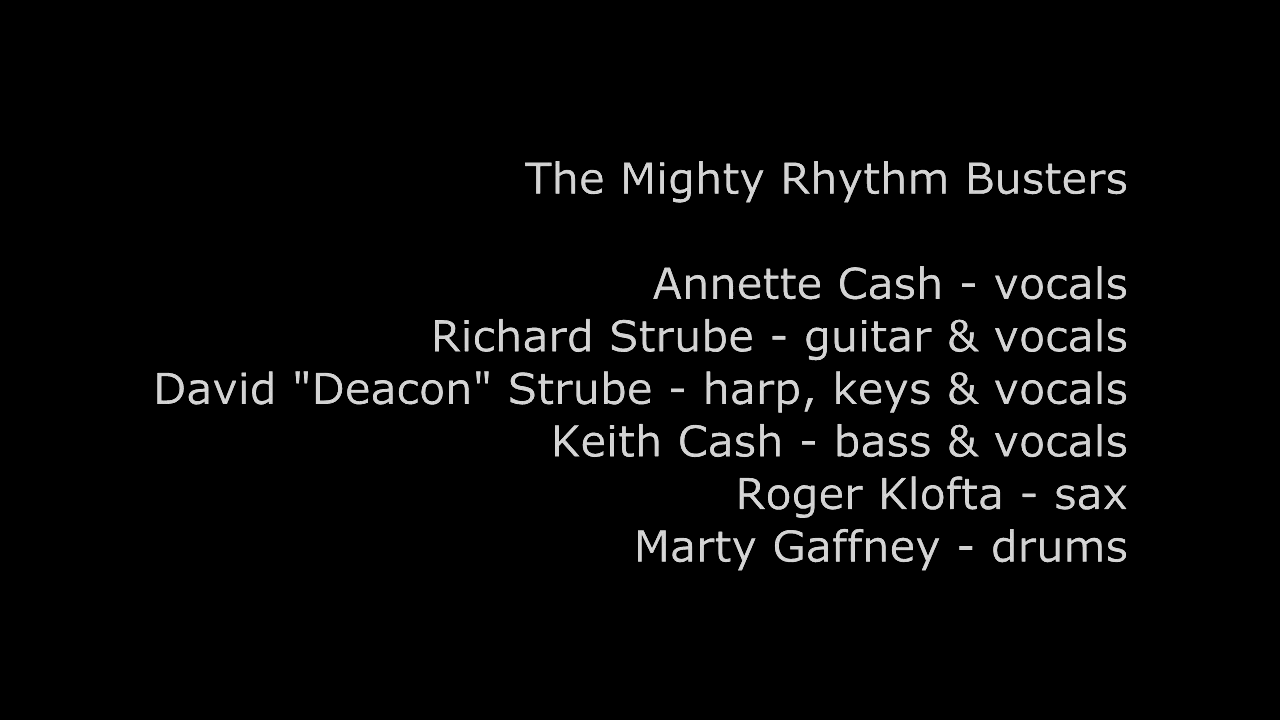 The Mighty Rhythm Busters
Annette Cash - vocals
Richard Strube - guitar & vocals
David "Deacon" Strube - harp, keys & vocals
Keith Cash - bass & vocals
Roger Klofta - sax
Marty Gaffney - drums